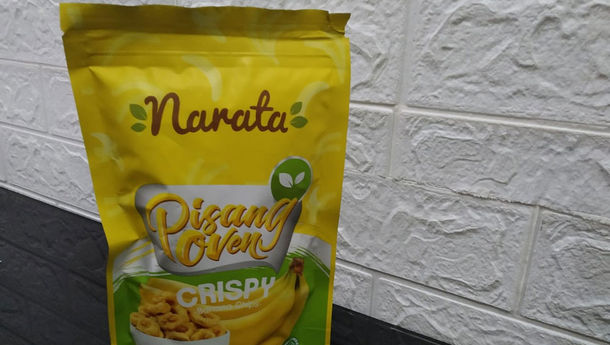 Narata
Pisang
Oven
CRISPY